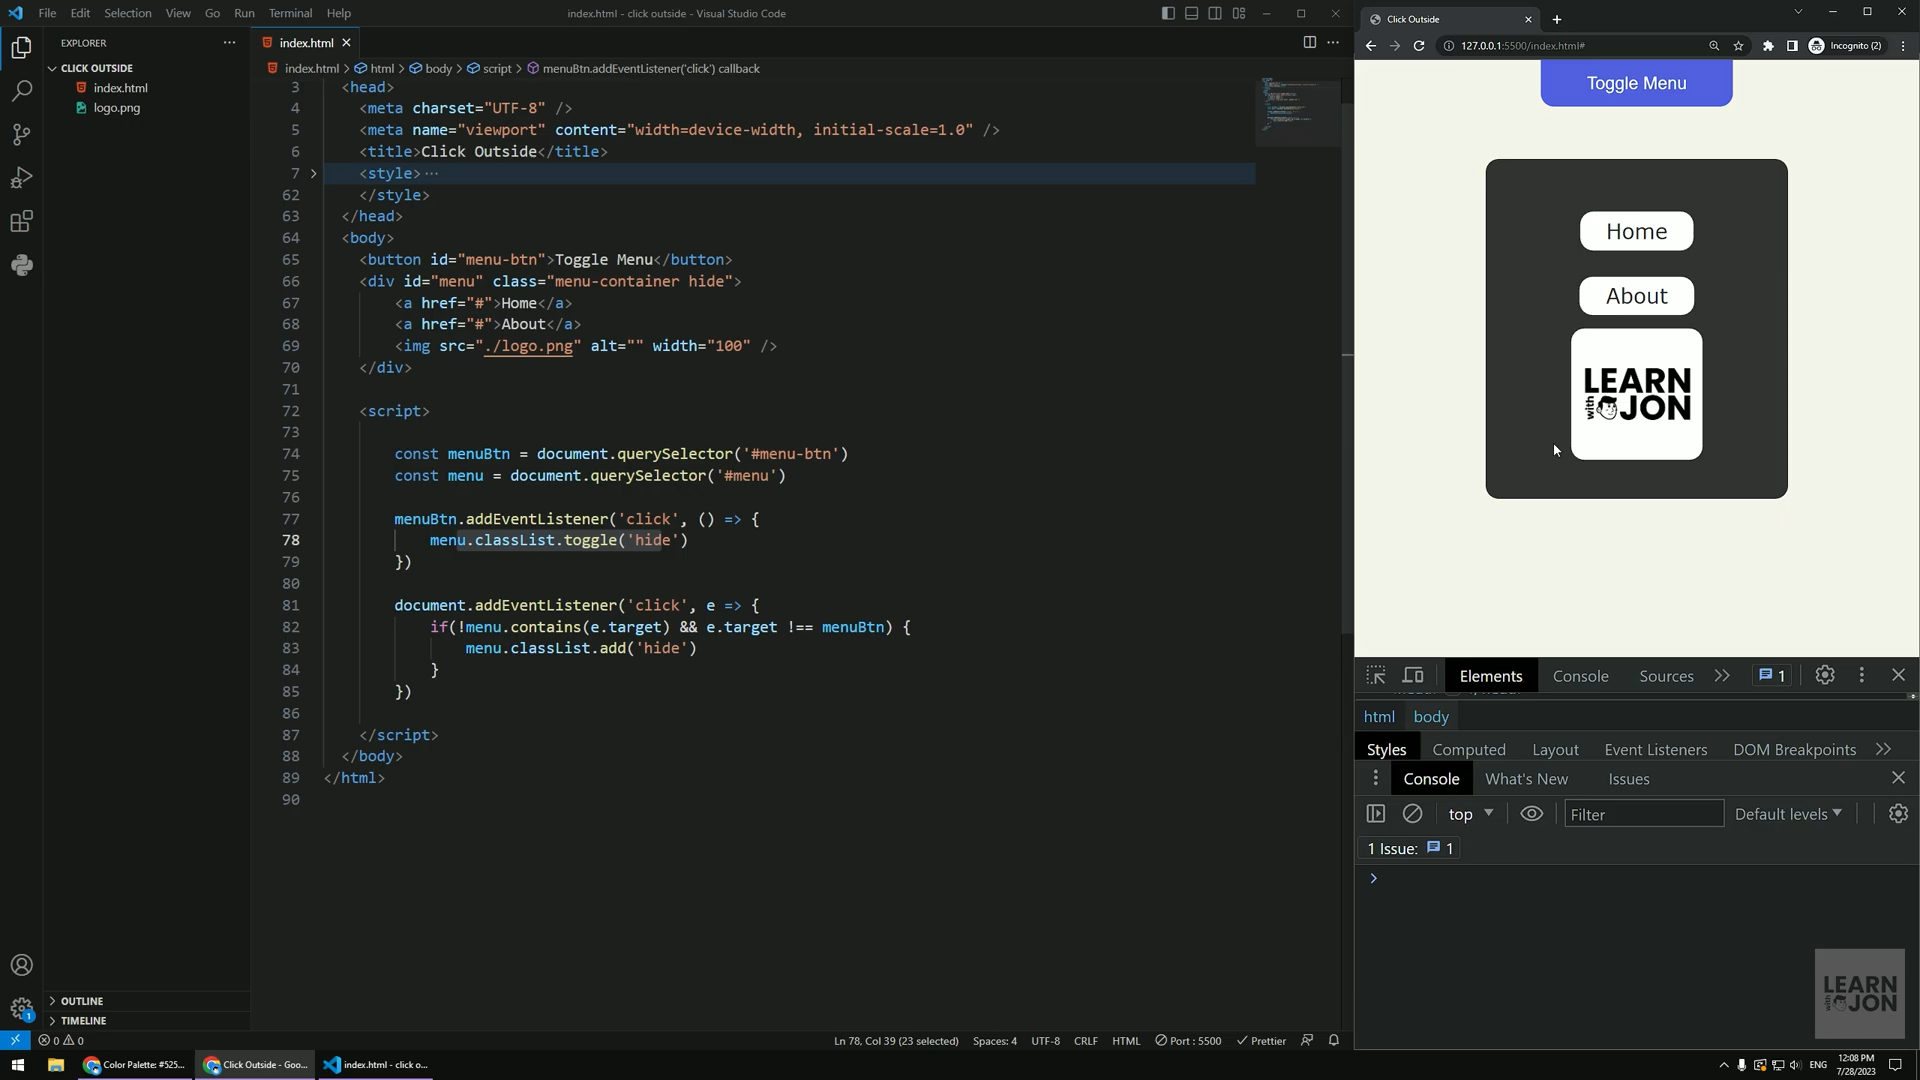 File Edit Selection View Go Run Terminal Help
index.html - click outside - Visual Studio Code
EXPLORER
CLICK OUTSIDE
index.html
logo.png
OUTLINE
TIMELINE
index.html
index.html > html > body > script > menuBtn.addEventListener('click') callback
3 <head>
4 <meta charset="UTF-8" />
5 <meta name="viewport" content="width=device-width, initial-scale=1.0" />
6 <title>Click Outside</title>
7 <style>···
62 </style>
63 </head>
64 <body>
65 <button id="menu-btn">Toggle Menu</button>
66 <div id="menu" class="menu-container hide">
67 <a href="#">Home</a>
68 <a href="#">About</a>
69 <img src="./logo.png" alt="" width="100" />
70 </div>
71
72 <script>
73
74 const menuBtn = document.querySelector('#menu-btn')
75 const menu = document.querySelector('#menu')
76
77 menuBtn.addEventListener('click', () => {
78 menu.classList.toggle('hide')
79 })
80
81 document.addEventListener('click', e => {
82 if(!menu.contains(e.target) && e.target !== menuBtn) {
83 menu.classList.add('hide')
84 }
85 })
86
87 </script>
88 </body>
89 </html>
90
1
0 0
Ln 78, Col 39 (23 selected) Spaces: 4 UTF-8 CRLF HTML Port : 5500 Prettier
Click Outside
127.0.0.1:5500/index.html#
Incognito (2)
Toggle Menu
Home
About
LEARN
with JON
Elements Console Sources 1
html body
Styles Computed Layout Event Listeners DOM Breakpoints
Console What's New Issues
top Filter Default levels
1 Issue: 1
LEARN
with JON
Color Palette: #525... Click Outside - Goo... index.html - click o...
ENG
12:08 PM
7/28/2023